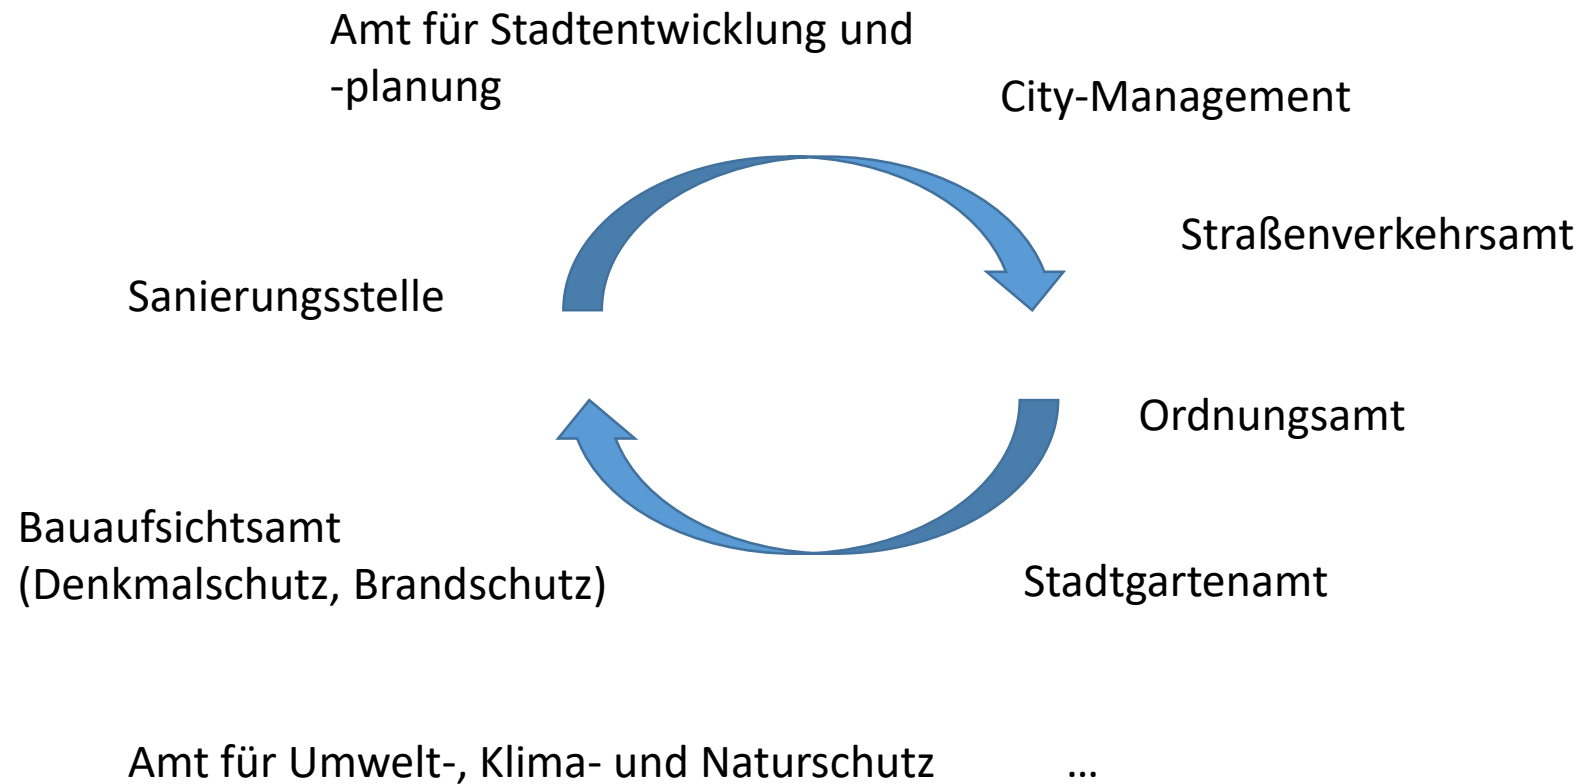 Amt für Stadtentwicklung und
-planung
City-Management
Straßenverkehrsamt
Sanierungsstelle
Ordnungsamt
Bauaufsichtsamt
(Denkmalschutz, Brandschutz)
Stadtgartenamt
Amt für Umwelt-, Klima- und Naturschutz
...